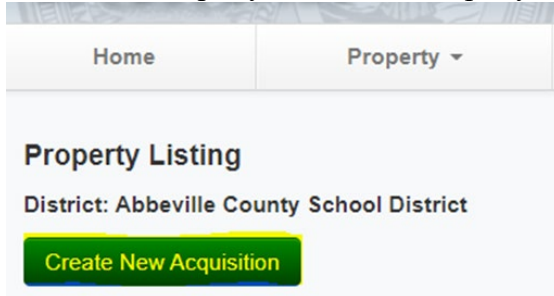 Home
Property
Property Listing
District: Abbeville County School District
Create New Acquisition